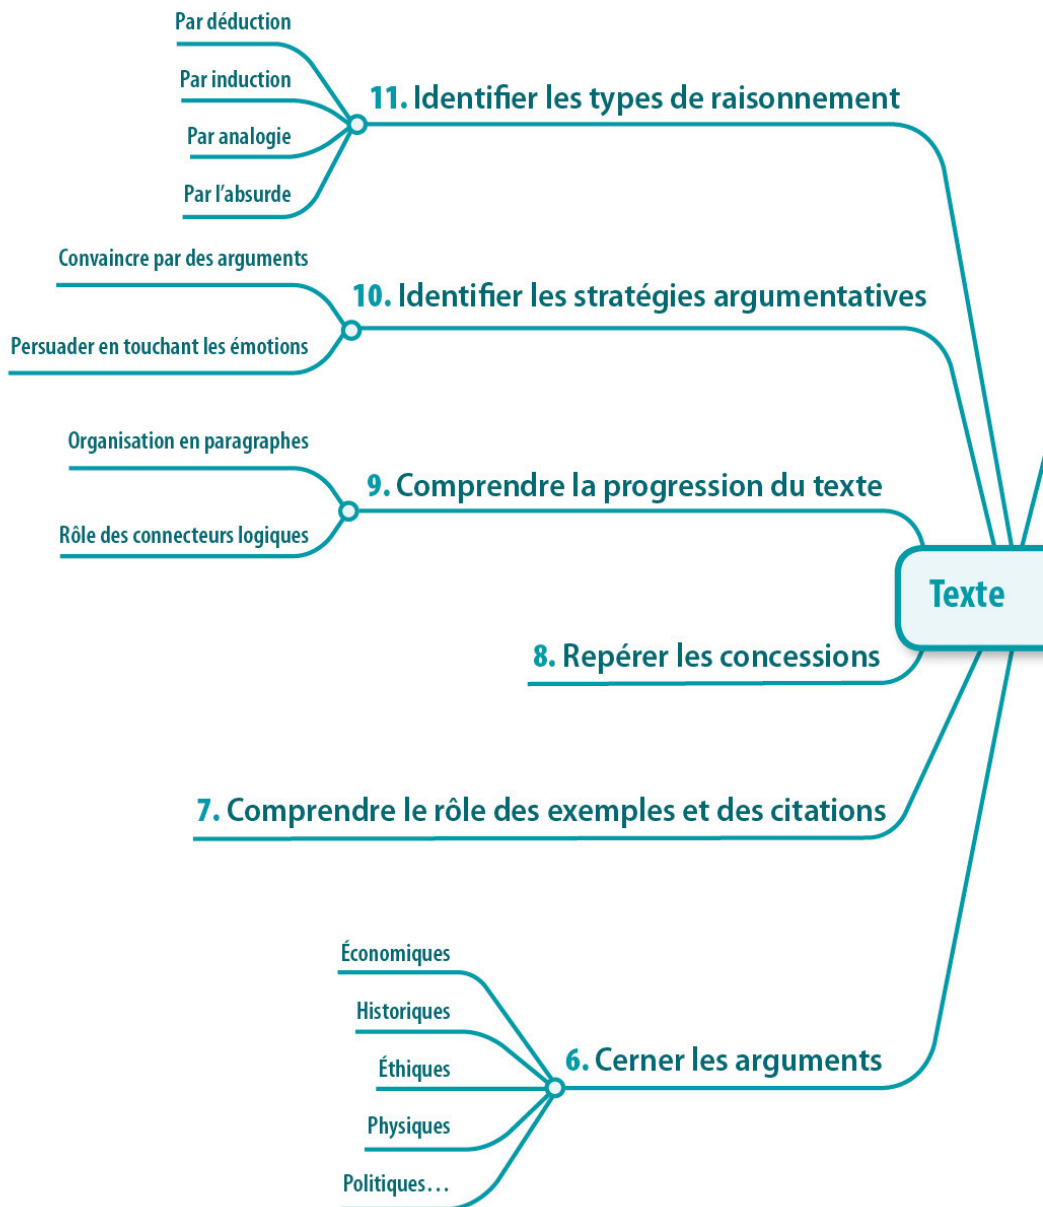 Par déduction
Par induction
Par analogie
Par l'absurde
11. Identifier les types de raisonnement
Convaincre par des arguments
Persuader en touchant les émotions
10. Identifier les stratégies argumentatives
Organisation en paragraphes
Rôle des connecteurs logiques
9. Comprendre la progression du texte
Texte
8. Repérer les concessions
7. Comprendre le rôle des exemples et des citations
Économiques
Historiques
Éthiques
Physiques
Politiques…
6. Cerner les arguments